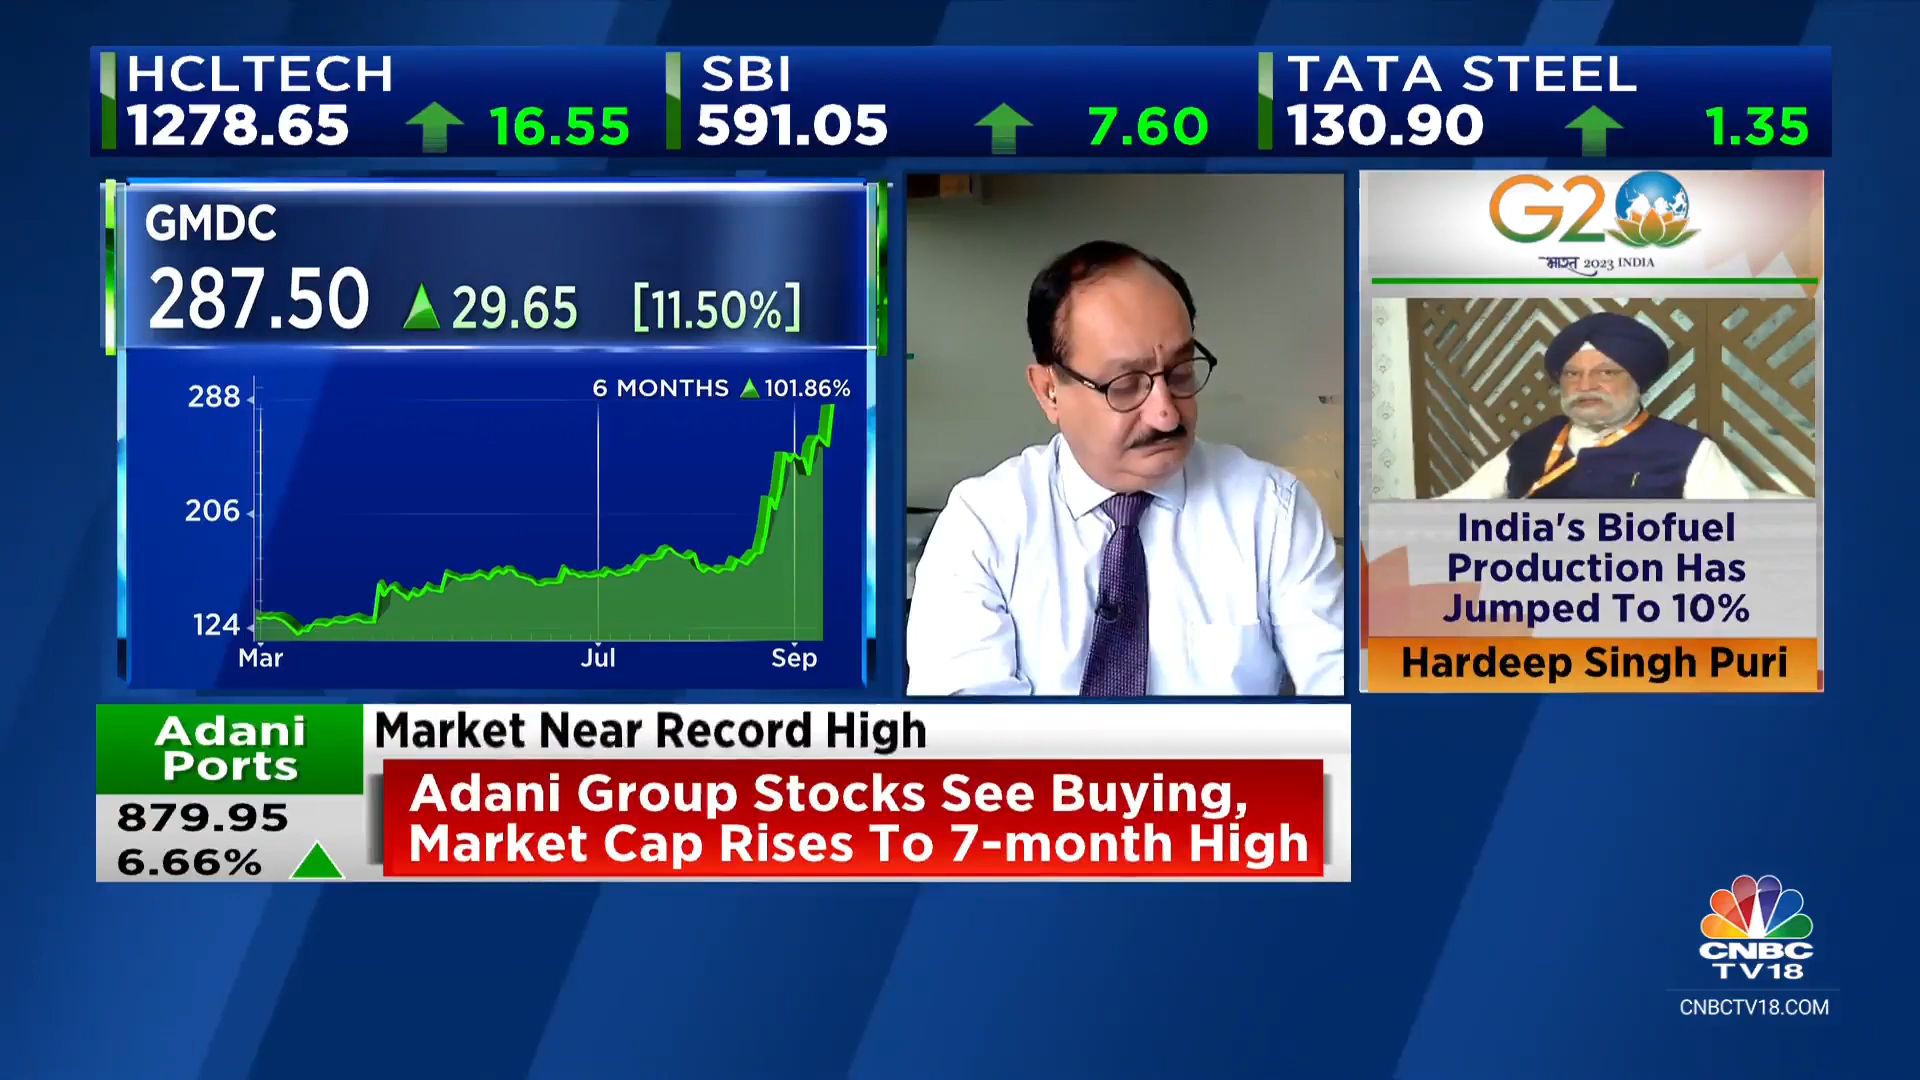 HCLTECH
1278.65 16.55
SBI
591.05 7.60
TATA STEEL
130.90 1.35
GMDC
287.50 29.65 [11.50%]
6 MONTHS 101.86%
288
206
124
Mar Jul Sep
G20
भारत 2023 INDIA
India's Biofuel
Production Has
Jumped To 10%
Hardeep Singh Puri
Adani
Ports
879.95
6.66%
Market Near Record High
Adani Group Stocks See Buying,
Market Cap Rises To 7-month High
CNBC
TV18
CNBCTV18.COM